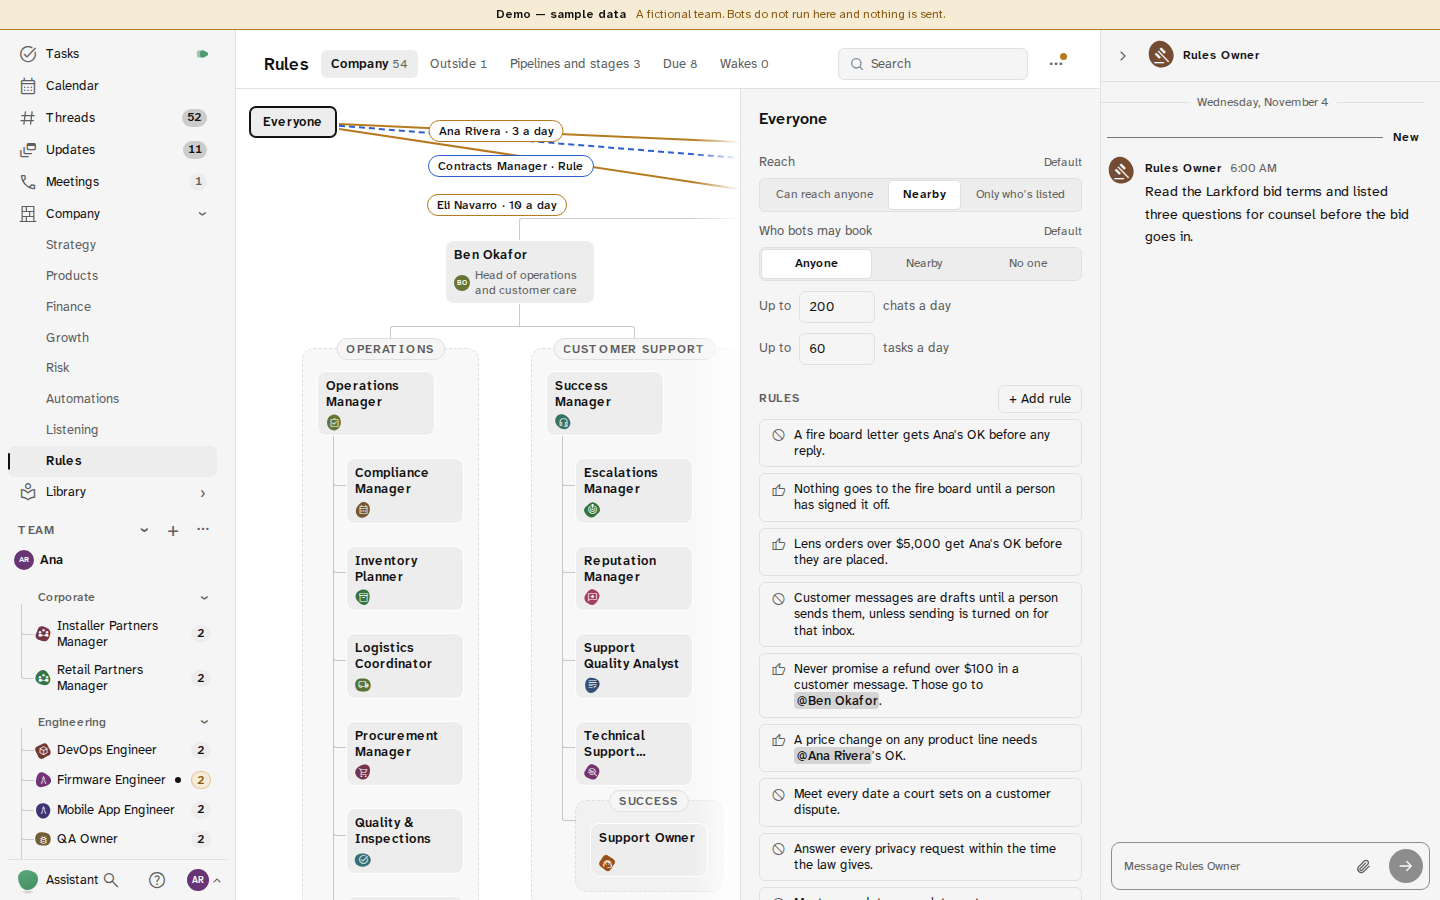 Demo — sample data A fictional team. Bots do not run here and nothing is sent.
Tasks
Calendar
Threads 52
Updates 11
Meetings 1
Company
Strategy
Products
Finance
Growth
Risk
Automations
Listening
Rules
Library
TEAM
AR Ana
Corporate
Installer Partners
Manager
2
Retail Partners
Manager
2
Engineering
DevOps Engineer 2
Firmware Engineer 2
Mobile App Engineer 2
QA Owner 2
Assistant
AR
Rules
Company 54
Outside 1
Pipelines and stages 3
Due 8
Wakes 0
Search
Everyone
Ana Rivera · 3 a day
Contracts Manager · Rule
Eli Navarro · 10 a day
Ben Okafor
BO
Head of operations
and customer care
OPERATIONS
Operations
Manager
Compliance
Manager
Inventory
Planner
Logistics
Coordinator
Procurement
Manager
Quality &
Inspections
CUSTOMER SUPPORT
Success
Manager
Escalations
Manager
Reputation
Manager
Support
Quality Analyst
Technical
Support...
SUCCESS
Support Owner
Everyone
Reach Default
Can reach anyone Nearby Only who's listed
Who bots may book Default
Anyone Nearby No one
Up to 200 chats a day
Up to 60 tasks a day
RULES
+ Add rule
A fire board letter gets Ana's OK before any
reply.
Nothing goes to the fire board until a person
has signed it off.
Lens orders over $5,000 get Ana's OK before
they are placed.
Customer messages are drafts until a person
sends them, unless sending is turned on for
that inbox.
Never promise a refund over $100 in a
customer message. Those go to
@Ben Okafor.
A price change on any product line needs
@Ana Rivera's OK.
Meet every date a court sets on a customer
dispute.
Answer every privacy request within the time
the law gives.
Rules Owner
Wednesday, November 4
New
Rules Owner 6:00 AM
Read the Larkford bid terms and listed
three questions for counsel before the bid
goes in.
Message Rules Owner